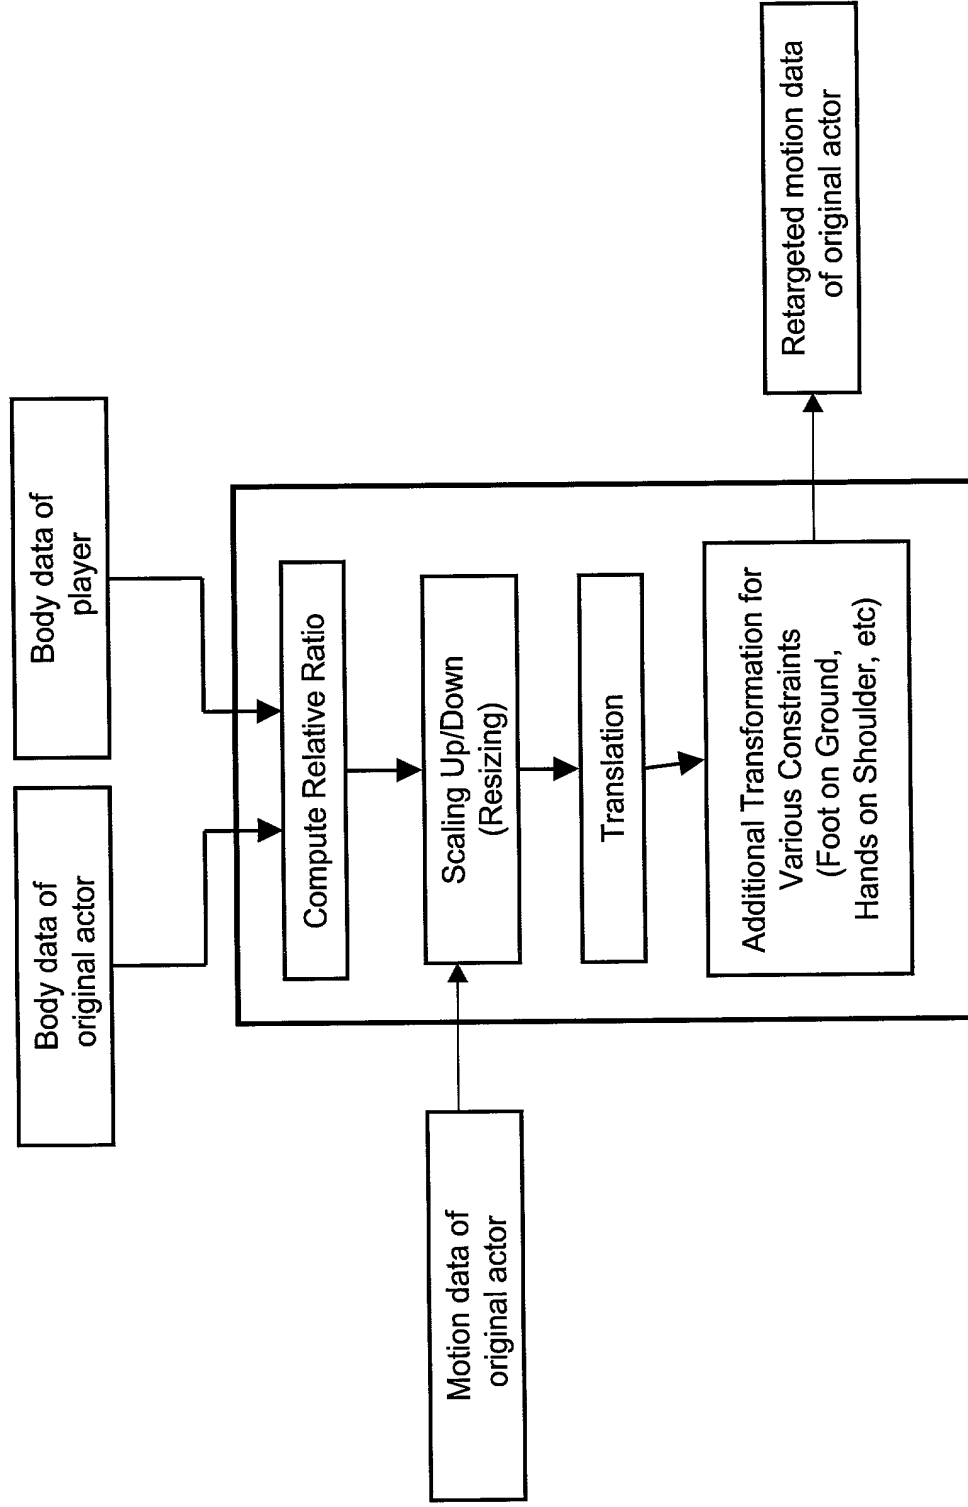 Body data of
original actor
Body data of
player
Compute Relative Ratio
Motion data of
original actor
Scaling Up/Down
(Resizing)
Translation
Additional Transformation for
Various Constraints
(Foot on Ground,
Hands on Shoulder, etc)
Retargeted motion data
of original actor